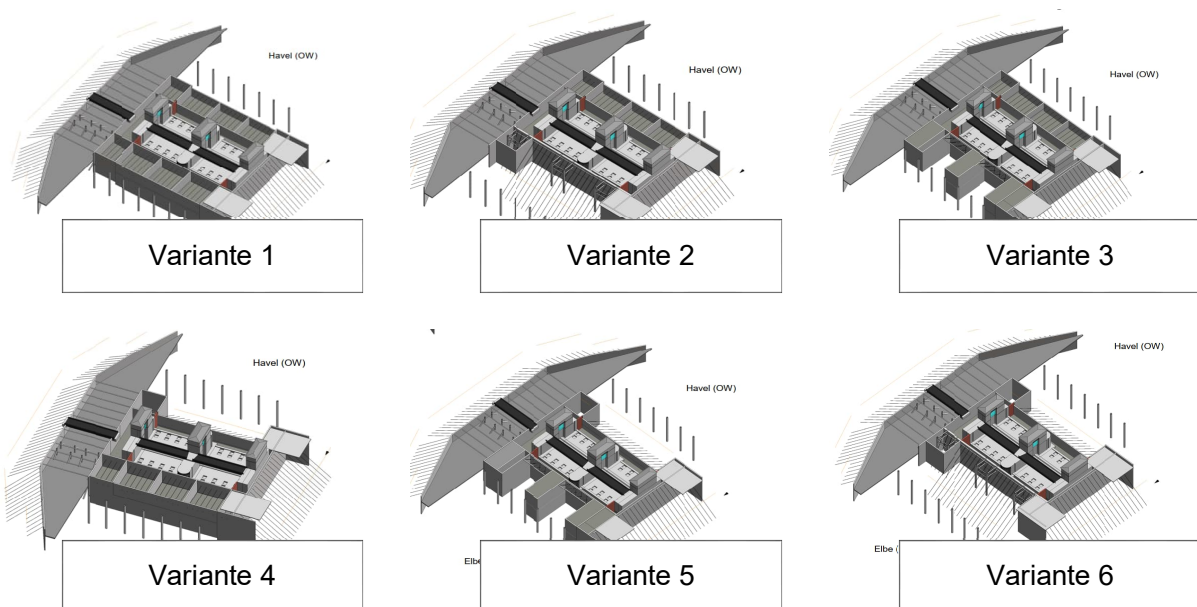 Havel (OW)
Havel (OW)
Havel (OW)
Variante 1
Variante 2
Variante 3
Havel (OW)
Havel (OW)
Havel (OW)
Elbe
Elbe (
Variante 4
Variante 5
Variante 6